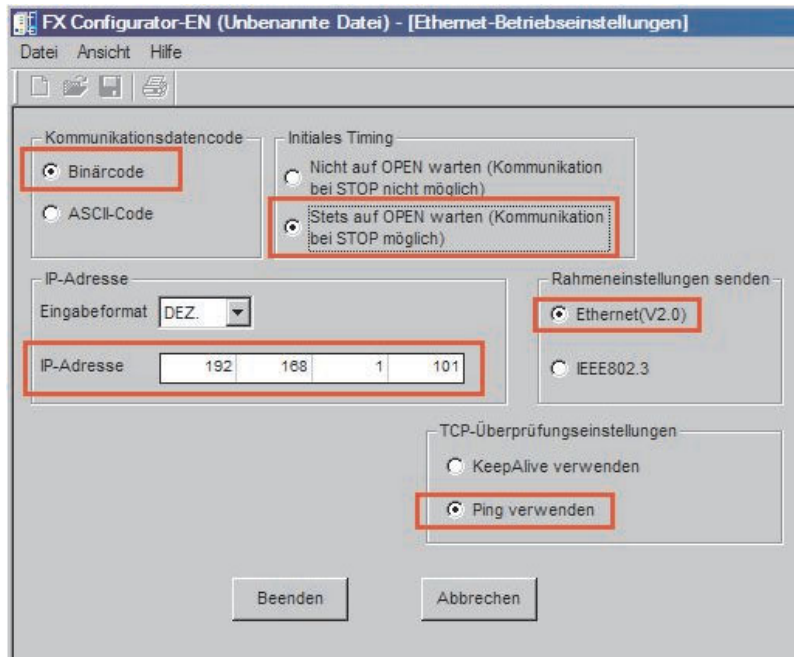 FX Configurator-EN (Unbenannte Datei) - [Ethernet-Betriebseinstellungen]
Datei Ansicht Hilfe
Kommunikationsdatencode
Binärcode
ASCII-Code
Initiales Timing
Nicht auf OPEN warten (Kommunikation
bei STOP nicht möglich)
Stets auf OPEN warten (Kommunikation
bei STOP möglich)
IP-Adresse
Eingabeformat DEZ.
IP-Adresse 192 168 1 101
Rahmeneinstellungen senden
Ethernet(V2.0)
IEEE802.3
TCP-Überprüfungseinstellungen
KeepAlive verwenden
Ping verwenden
Beenden Abbrechen